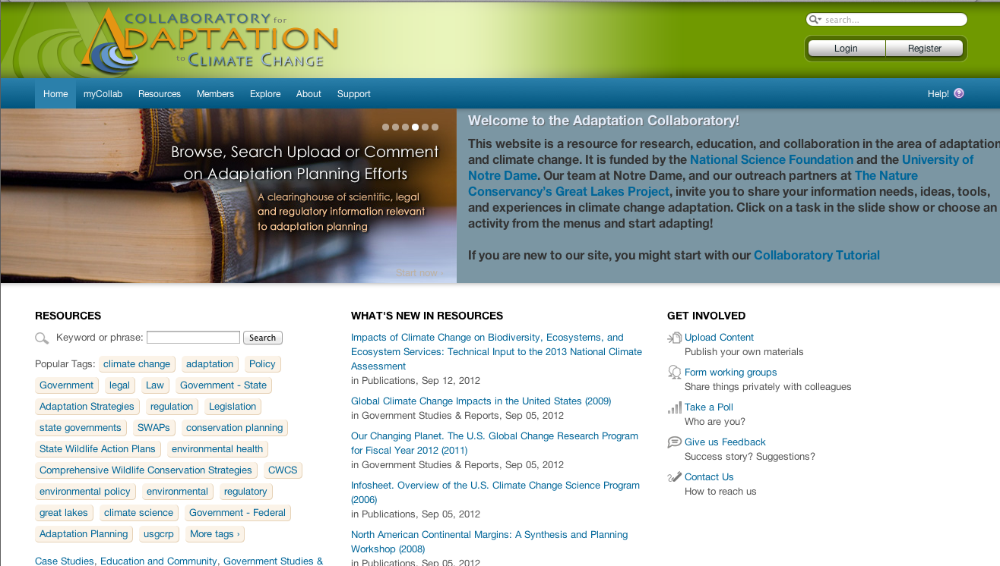 COLLABORATORY for
ADAPTATION
to CLIMATE CHANGE
search...
Login Register
Home myCollab Resources Members Explore About Support Help!
Browse, Search Upload or Comment
on Adaptation Planning Efforts
A clearinghouse of scientific, legal
and regulatory information relevant
to adaptation planning
Start now
Welcome to the Adaptation Collaboratory!
This website is a resource for research, education, and collaboration in the area of adaptation
and climate change. It is funded by the National Science Foundation and the University of
Notre Dame. Our team at Notre Dame, and our outreach partners at The Nature
Conservancy's Great Lakes Project, invite you to share your information needs, ideas, tools,
and experiences in climate change adaptation. Click on a task in the slide show or choose an
activity from the menus and start adapting!
If you are new to our site, you might start with our Collaboratory Tutorial
RESOURCES
Keyword or phrase: Search
Popular Tags: climate change adaptation Policy
Government legal Law Government - State
Adaptation Strategies regulation Legislation
state governments SWAPs conservation planning
State Wildlife Action Plans environmental health
Comprehensive Wildlife Conservation Strategies CWCS
environmental policy environmental regulatory
great lakes climate science Government - Federal
Adaptation Planning usgcrp More tags ›
Case Studies, Education and Community, Government Studies &
WHAT'S NEW IN RESOURCES
Impacts of Climate Change on Biodiversity, Ecosystems, and
Ecosystem Services: Technical Input to the 2013 National Climate
Assessment
in Publications, Sep 12, 2012
Global Climate Change Impacts in the United States (2009)
in Government Studies & Reports, Sep 05, 2012
Our Changing Planet. The U.S. Global Change Research Program
for Fiscal Year 2012 (2011)
in Government Studies & Reports, Sep 05, 2012
Infosheet. Overview of the U.S. Climate Change Science Program
(2006)
in Publications, Sep 05, 2012
North American Continental Margins: A Synthesis and Planning
Workshop (2008)
in Publications, Sep 05, 2012
GET INVOLVED
Upload Content
Publish your own materials
Form working groups
Share things privately with colleagues
Take a Poll
Who are you?
Give us Feedback
Success story? Suggestions?
Contact Us
How to reach us